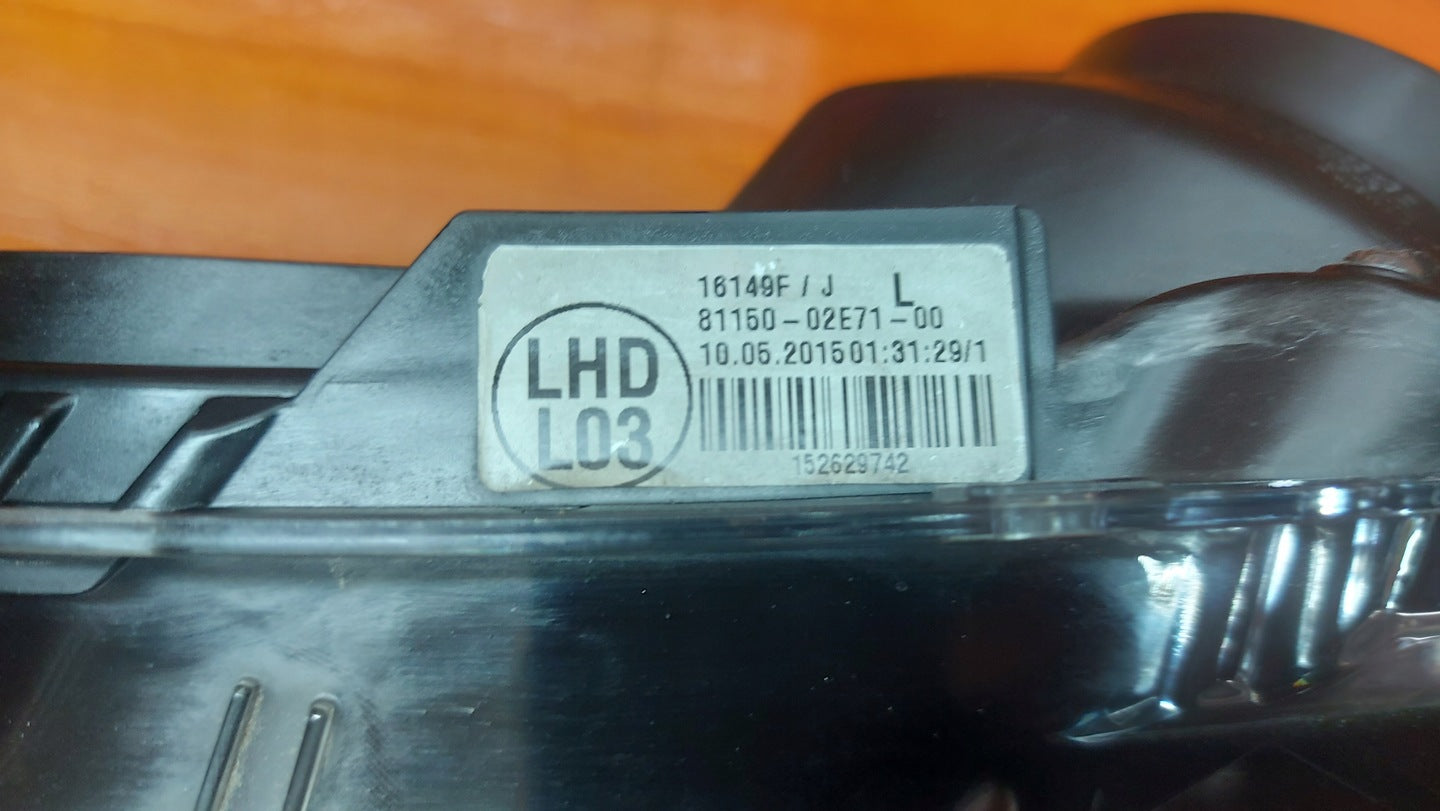 16149F / J L
81150-02E71-00
10.05.2015 01:31:29/1
LHD
L03
152629742